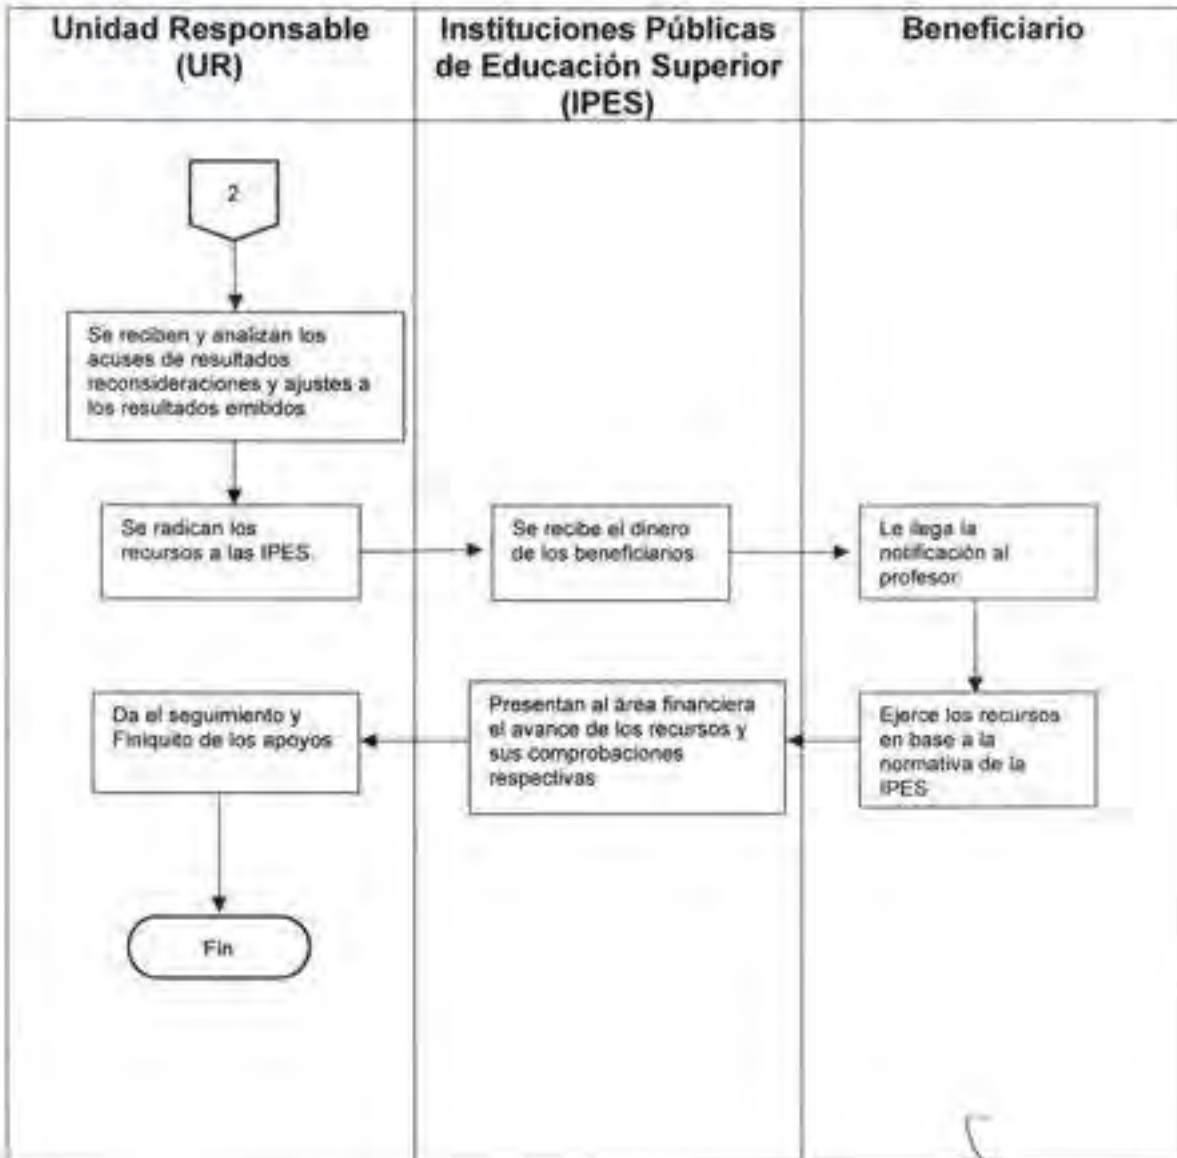 Unidad Responsable
(UR)
Instituciones Públicas
de Educación Superior
(IPES)
Beneficiario
2
Se reciben y analizan los
acuses de resultados
reconsideraciones y ajustes a
los resultados emitidos
Se radican los
recursos a las IPES.
Se recibe el dinero
de los beneficiarios
Le llega la
notificación al
profesor
Da el seguimiento y
Finiquito de los apoyos
Presentan al área financiera
el avance de los recursos y
sus comprobaciones
respectivas
Ejerce los recursos
en base a la
normativa de la
IPES
Fin